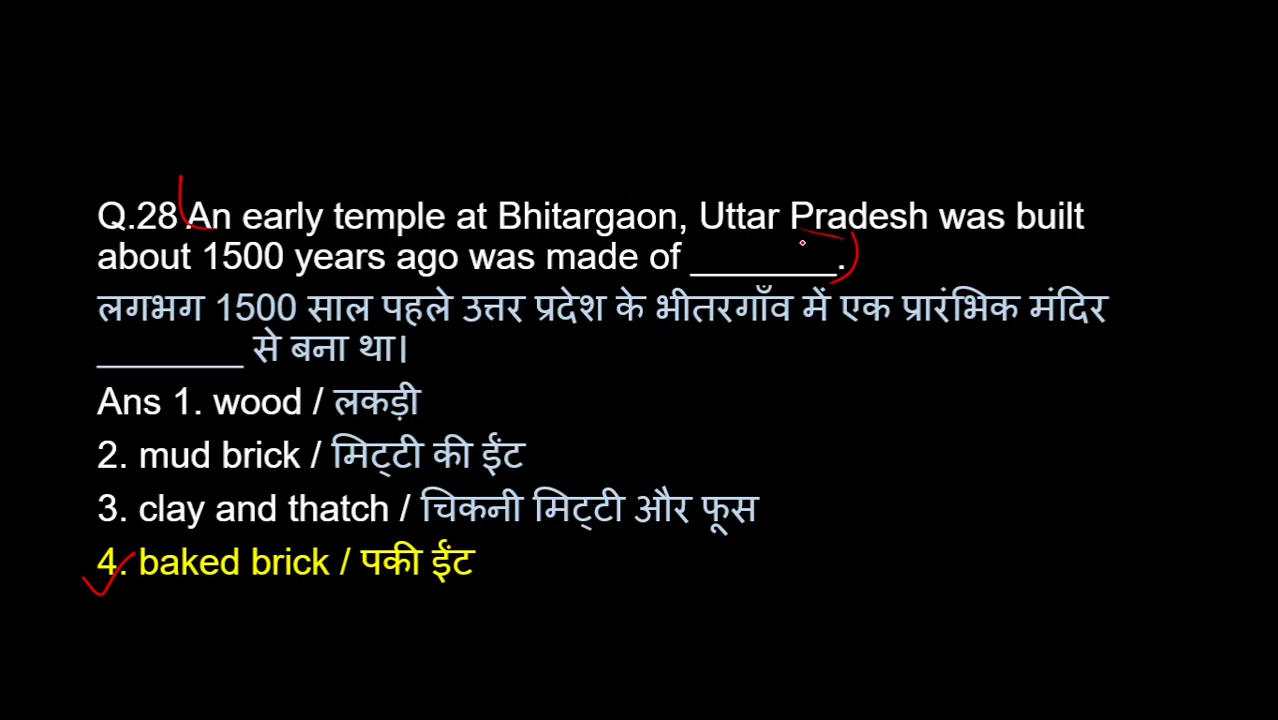 Q.28 .An early temple at Bhitargaon, Uttar Pradesh was built
about 1500 years ago was made of _______.
लगभग 1500 साल पहले उत्तर प्रदेश के भीतरगाँव में एक प्रारंभिक मंदिर
_______ से बना था।
Ans 1. wood / लकड़ी
2. mud brick / मिट्टी की ईंट
3. clay and thatch / चिकनी मिट्टी और फूस
4. baked brick / पकी ईंट